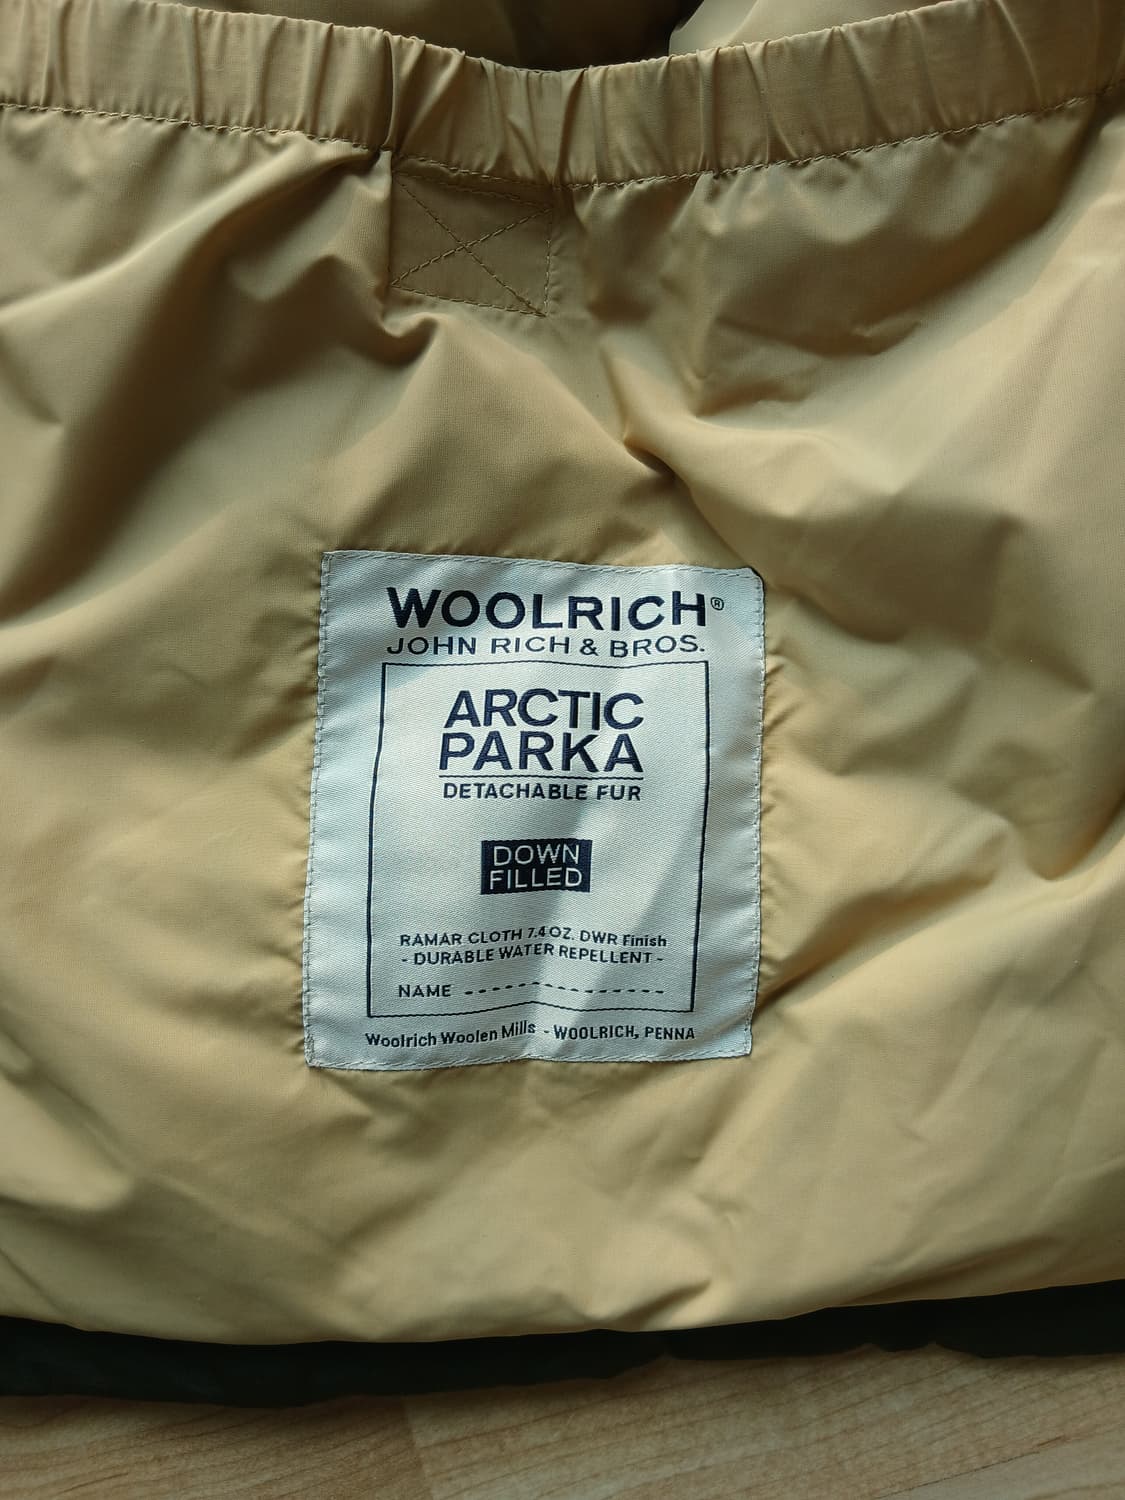 WOOLRICH®
JOHN RICH & BROS.
ARCTIC
PARKA
DETACHABLE FUR
DOWN
FILLED
RAMAR CLOTH 7.4 OZ. DWR Finish
- DURABLE WATER REPELLENT -
NAME - - - - - - - - - - - - - - -
Woolrich Woolen Mills - WOOLRICH, PENNA